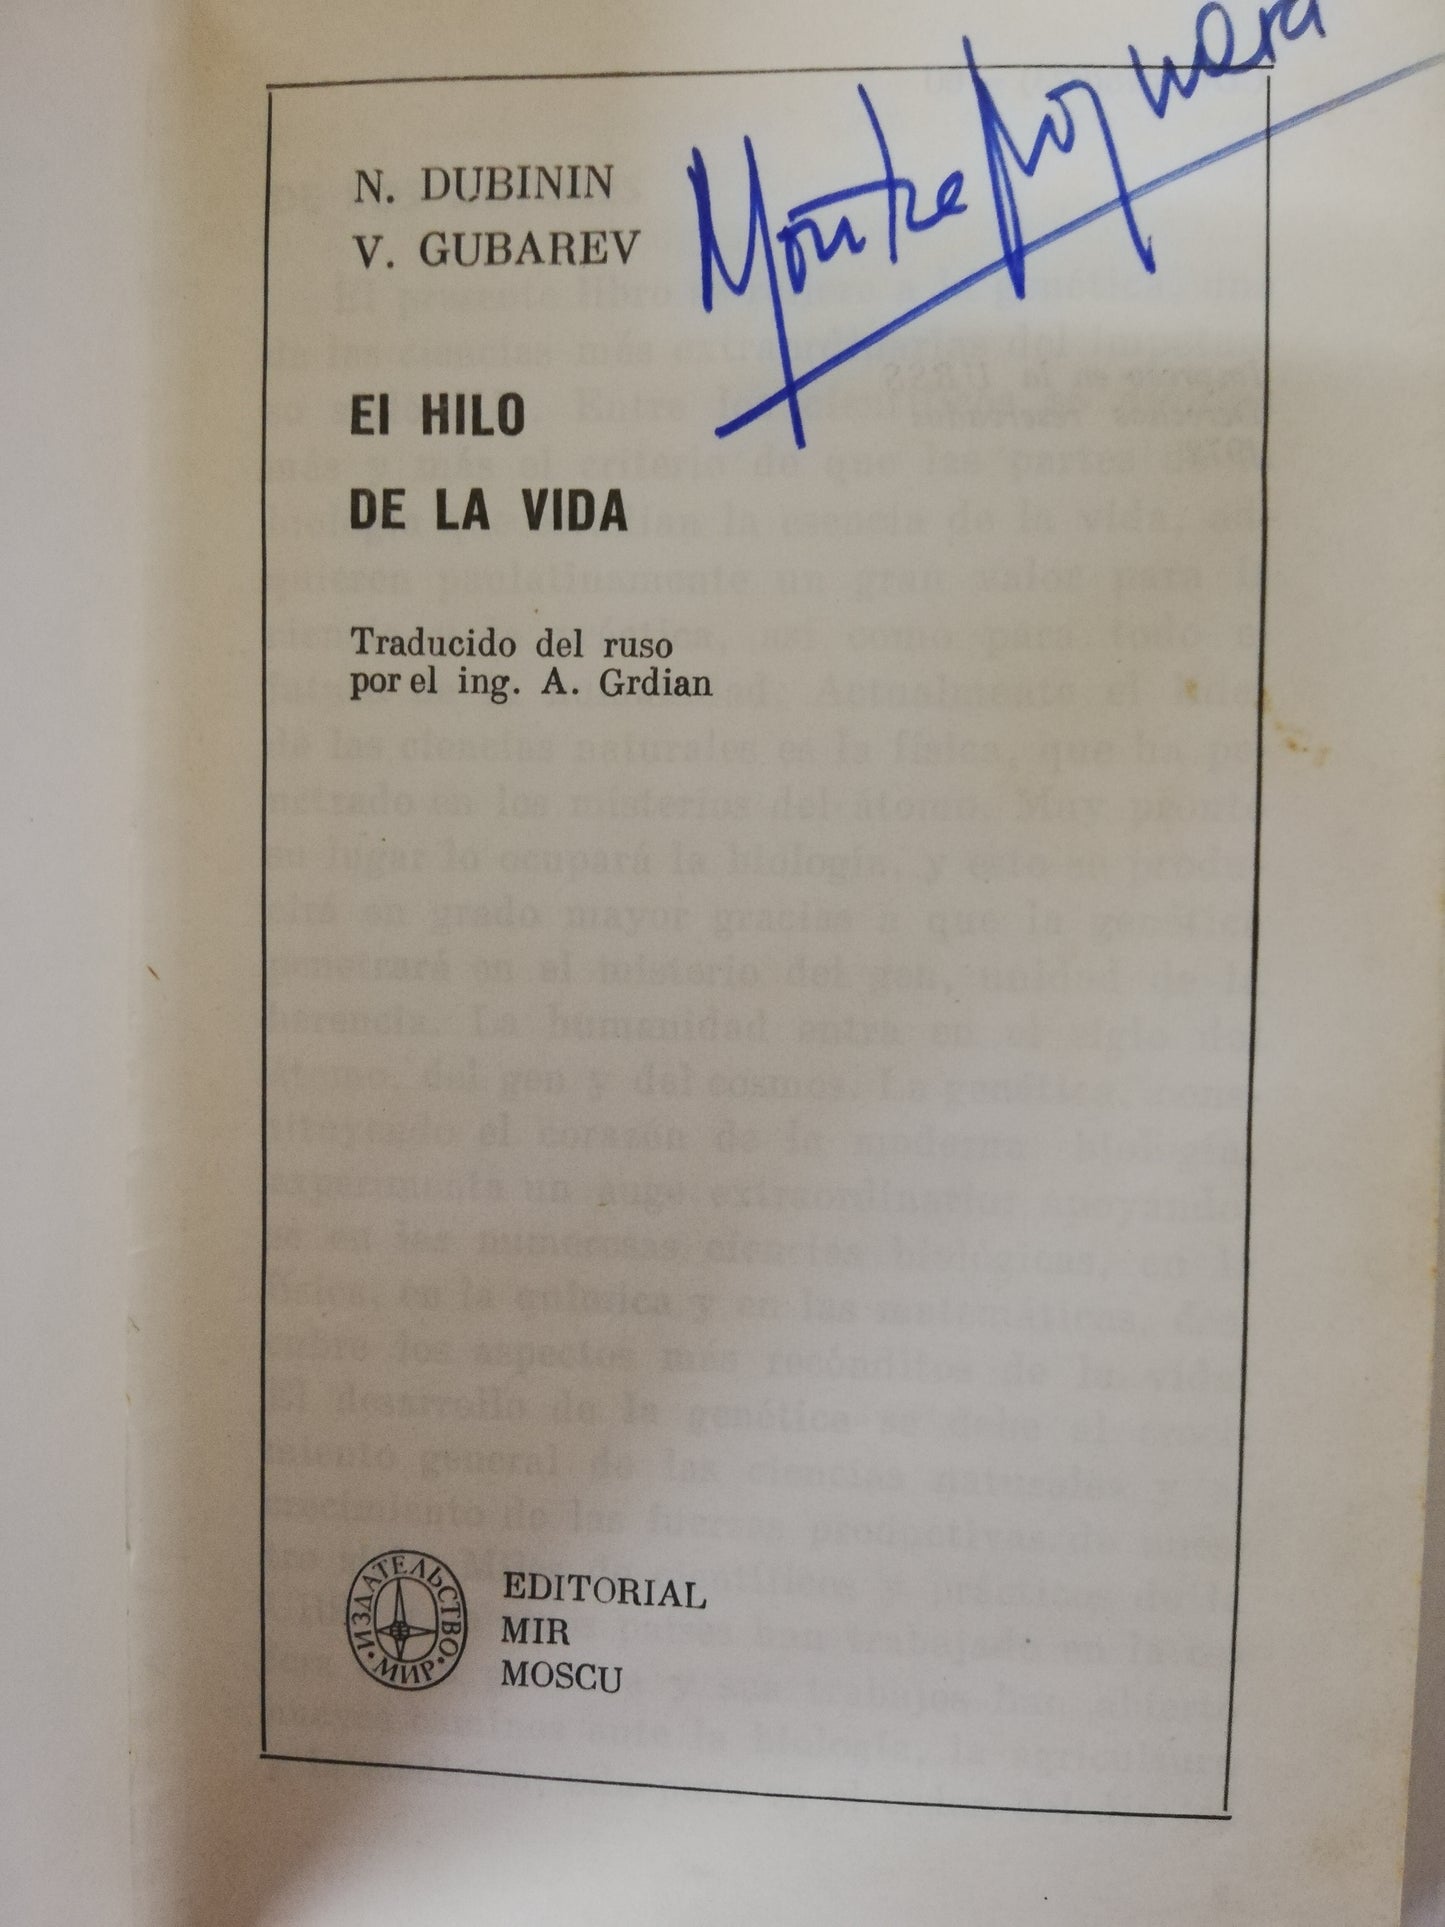 N. DUBININ
V. GUBAREV
El HILO
DE LA VIDA
Traducido del ruso
por el ing. A. Grdian
ИЗДАТЕЛЬСТВО
• МИР •
EDITORIAL
MIR
MOSCU